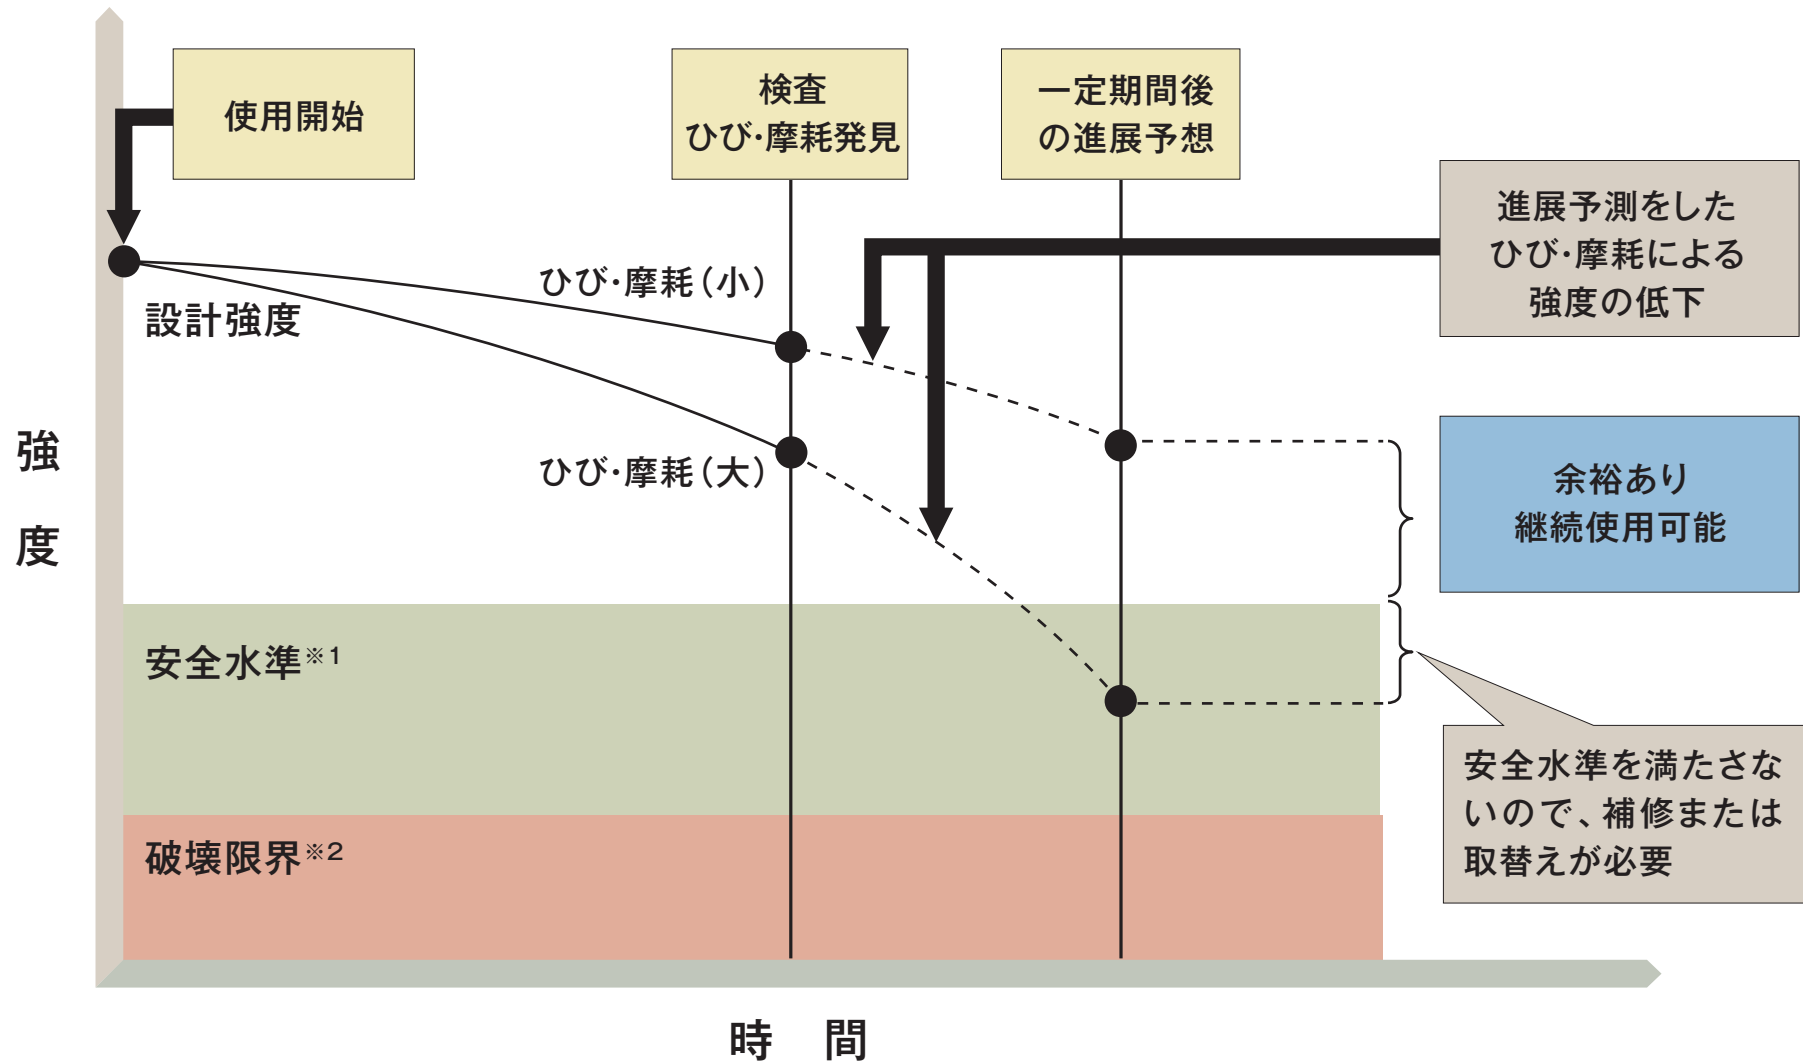 使用開始
検査
ひび・摩耗発見
一定期間後
の進展予想
進展予測をした
ひび・摩耗による
強度の低下
ひび・摩耗（小）
設計強度
ひび・摩耗（大）
強度
余裕あり
継続使用可能
安全水準※1
安全水準を満たさな
いので、補修または
取替えが必要
破壊限界※2
時 間